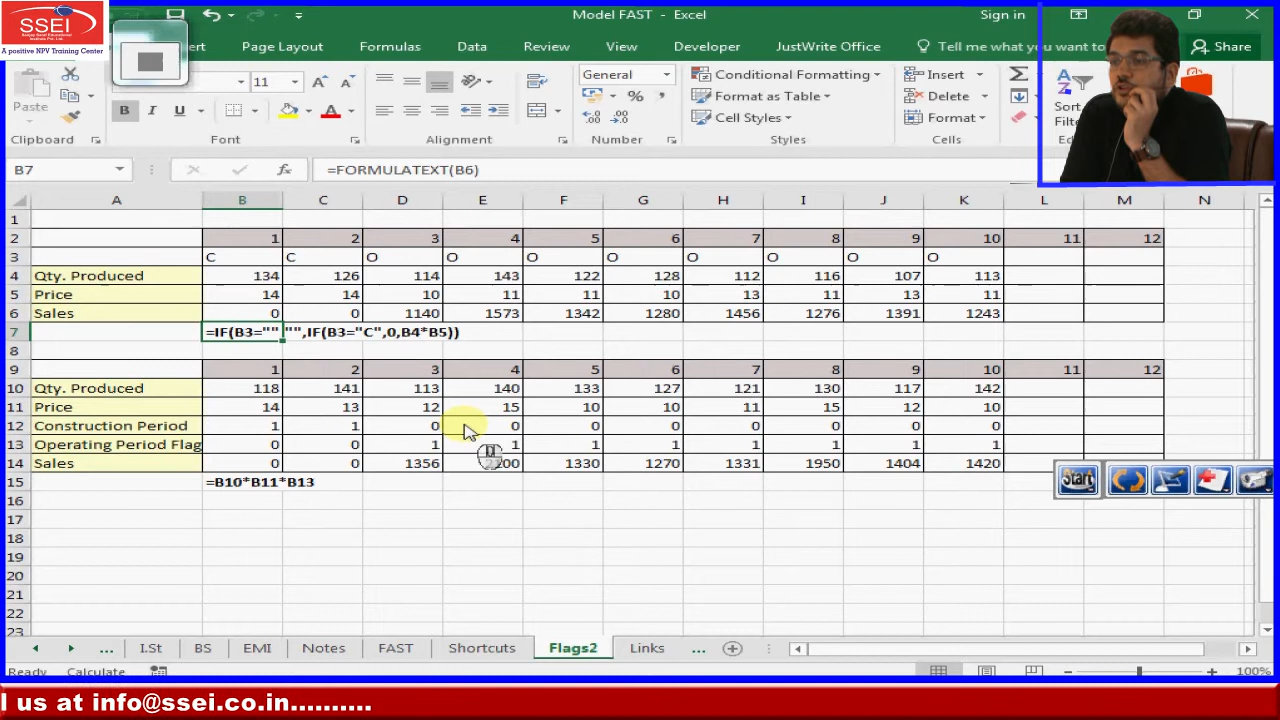 SSEI
A positive NPV Training Center
Model FAST - Excel
Sign in
Page Layout
Formulas
Data
Review
View
Developer
JustWrite Office
Tell me what you want to
Share
Paste
11
B I U
General
Conditional Formatting
Format as Table
Cell Styles
Insert
Delete
Format
Sort
Clipboard
Font
Alignment
Number
Styles
Cells
B7
=FORMULATEXT(B6)
A B C D E F G H I J K L M N
1
2 1 2 3 4 5 6 7 8 9 10 11 12
3 C C O O O O O O O O
4 Qty. Produced 134 126 114 143 122 128 112 116 107 113
5 Price 14 14 10 11 11 10 13 11 13 11
6 Sales 0 0 1140 1573 1342 1280 1456 1276 1391 1243
7 =IF(B3="" "",IF(B3="C",0,B4*B5))
8
9 1 2 3 4 5 6 7 8 9 10 11 12
10 Qty. Produced 118 141 113 140 133 127 121 130 117 142
11 Price 14 13 12 15 10 10 11 15 12 10
12 Construction Period 1 1 0 0 0 0 0 0 0 0
13 Operating Period Flag 0 0 1 1 1 1 1 1 1 1
14 Sales 0 0 1356 1330 1270 1331 1950 1404 1420
15 =B10*B11*B13
16
17
18
19
20
21
22
23
Start
... I.St BS EMI Notes FAST Shortcuts Flags2 Links ...
Ready Calculate 100%
l us at info@ssei.co.in..........